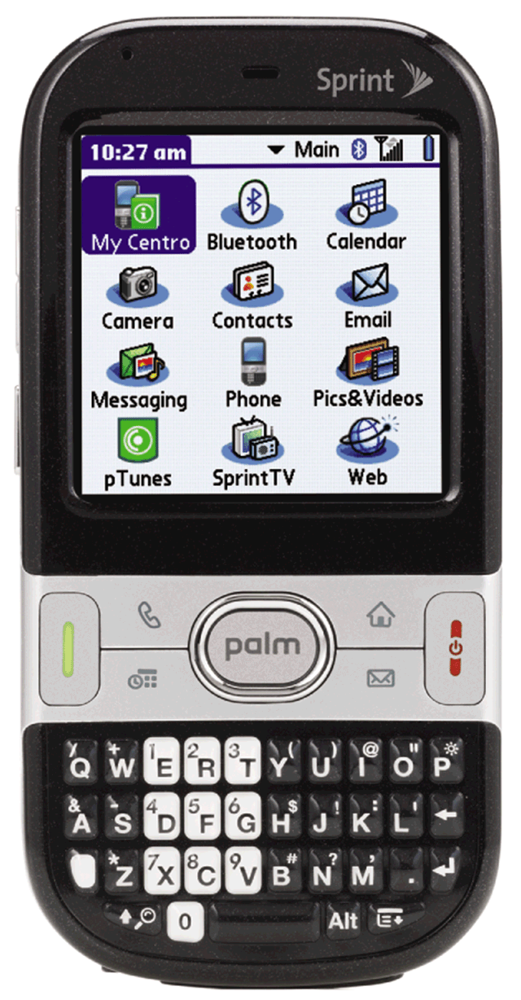 Sprint
10:27 am Main
My Centro Bluetooth Calendar
Camera Contacts Email
Messaging Phone Pics&Videos
pTunes SprintTV Web
palm
/ + 1 2 3 ( ) @ "
Q W E R T Y U I O P
& - 4 5 6 $ ! : '
A S D F G H J K L
* 7 8 9 # ? ,
Z X C V B N M .
0 Alt